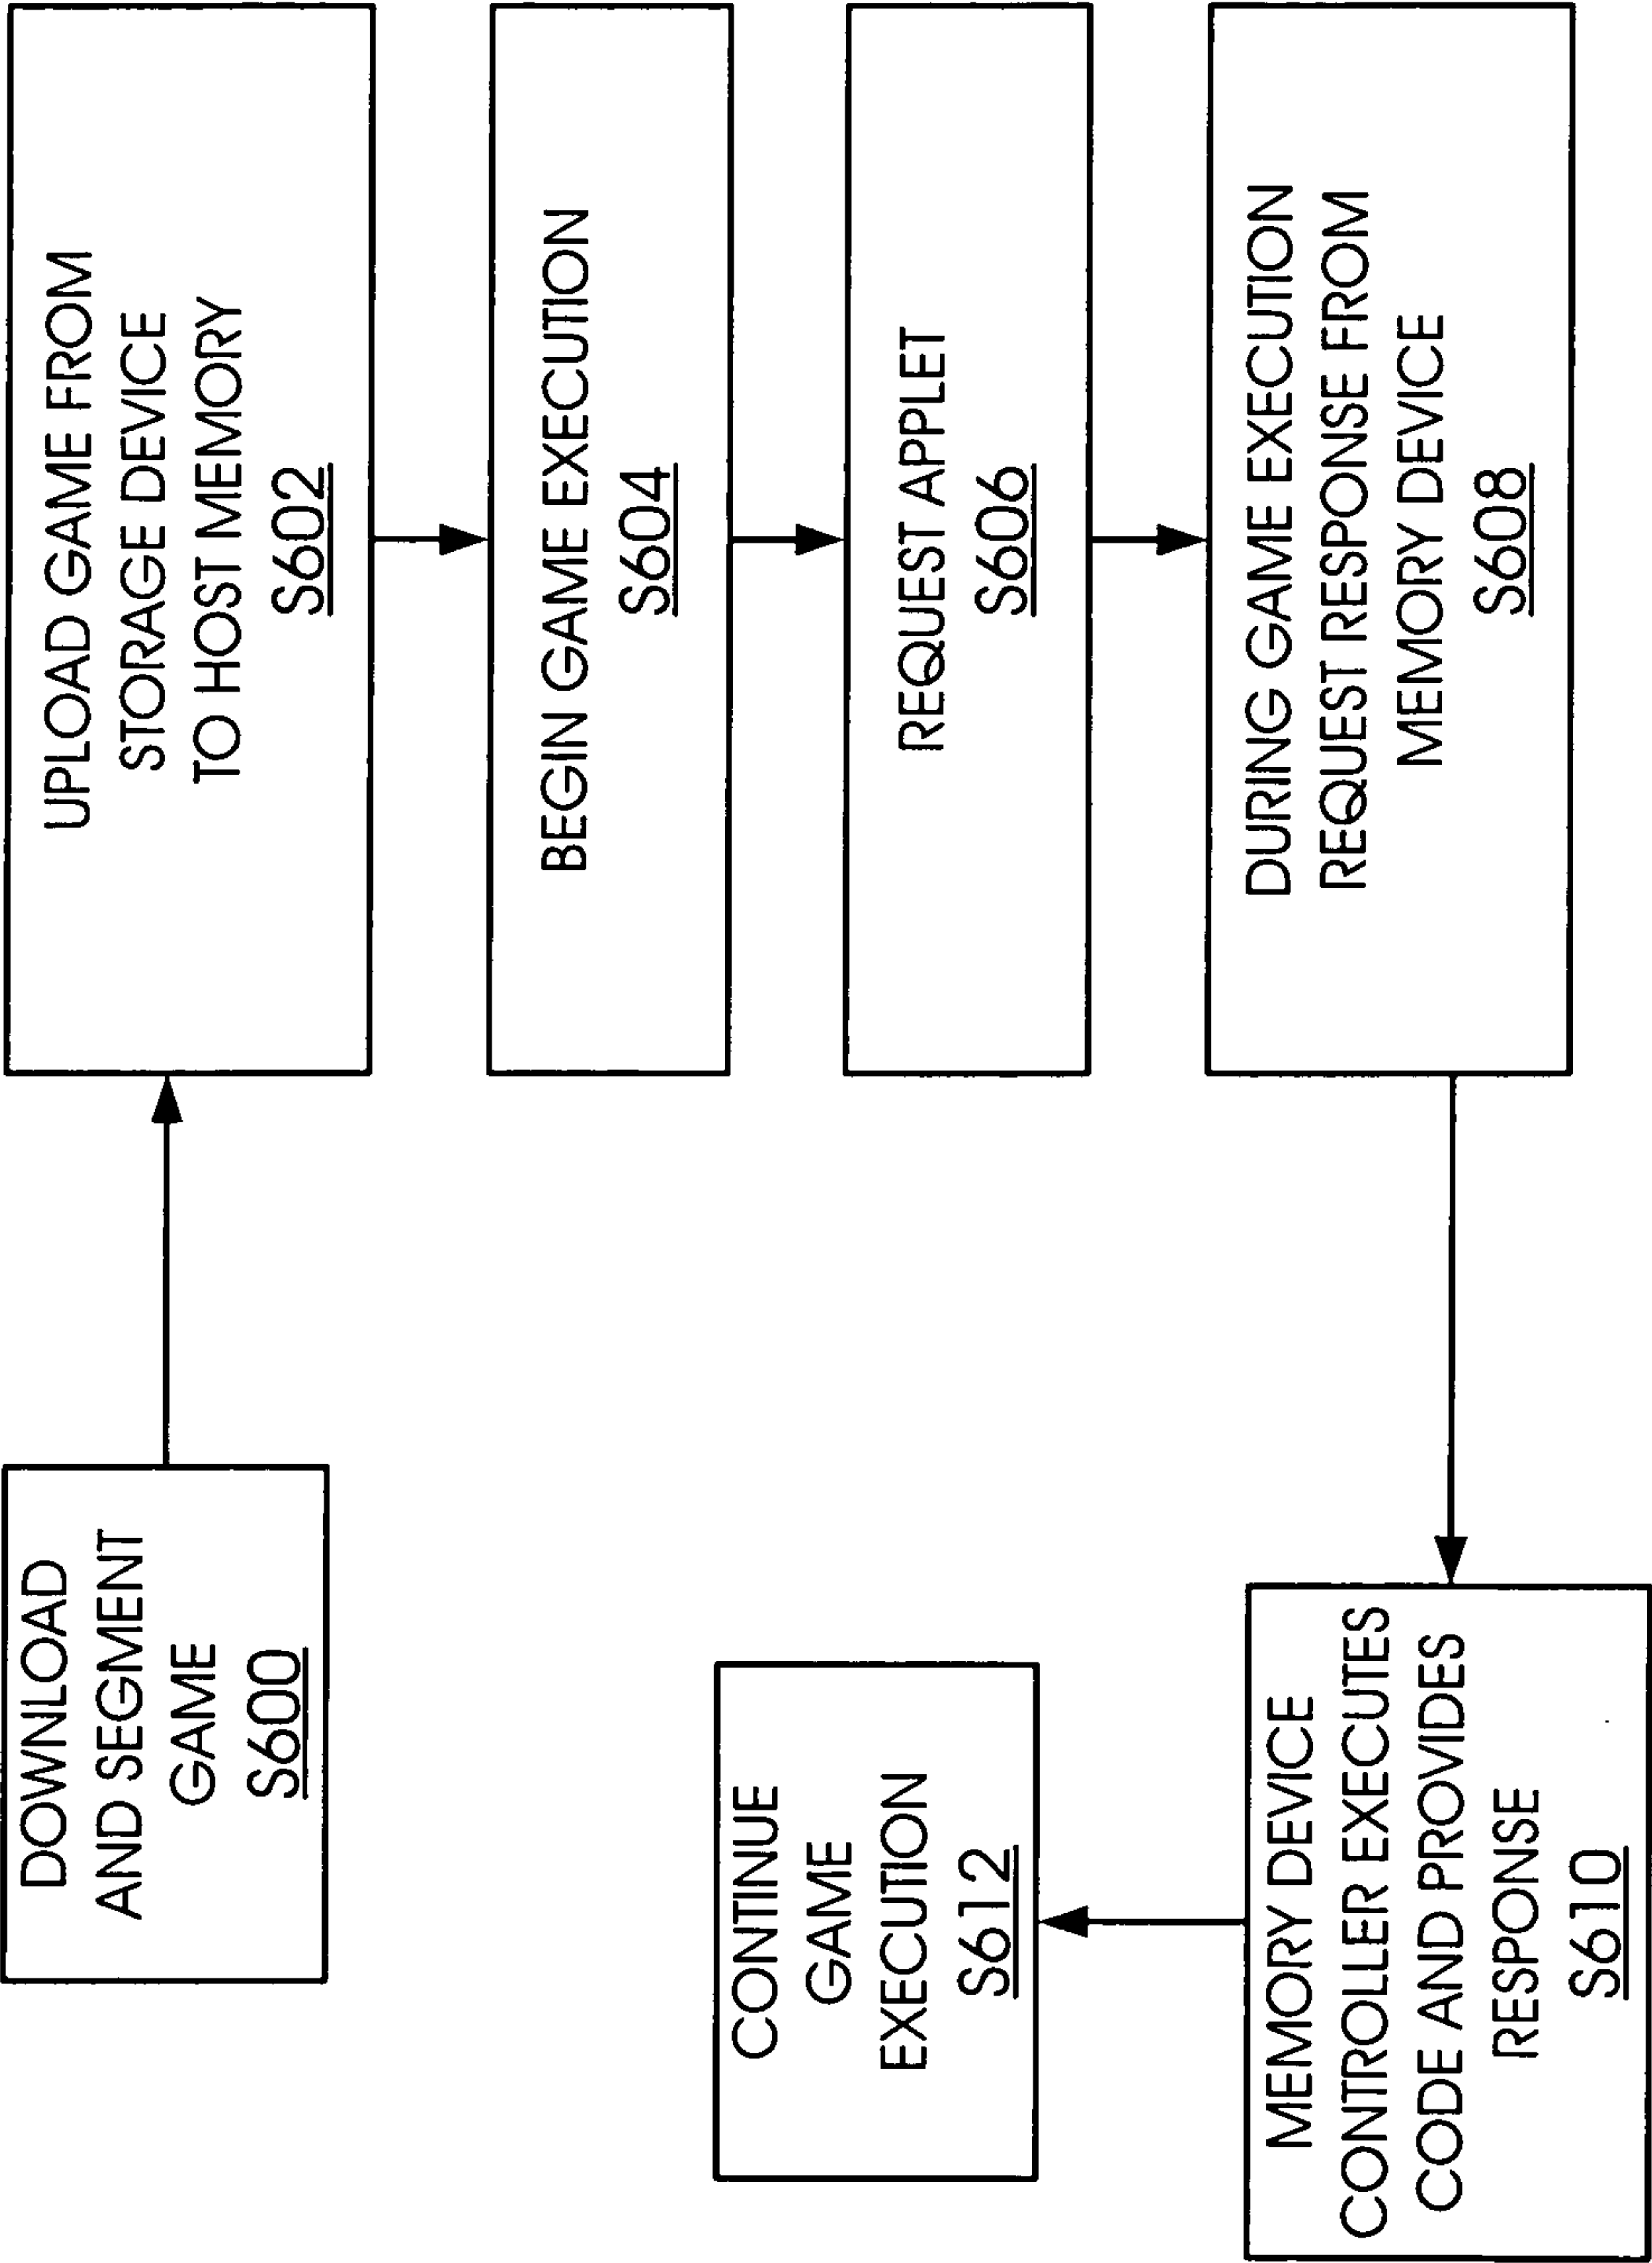 DOWNLOAD
AND SEGMENT
GAME
S600
UPLOAD GAME FROM
STORAGE DEVICE
TO HOST MEMORY
S602
BEGIN GAME EXECUTION
S604
REQUEST APPLET
S606
DURING GAME EXECUTION
REQUEST RESPONSE FROM
MEMORY DEVICE
S608
MEMORY DEVICE
CONTROLLER EXECUTES
CODE AND PROVIDES
RESPONSE
S610
CONTINUE
GAME
EXECUTION
S612